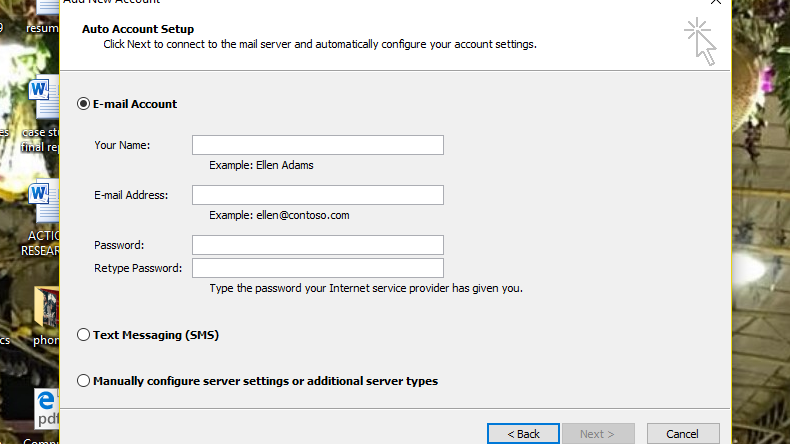 Add New Account
resum
9
Auto Account Setup
Click Next to connect to the mail server and automatically configure your account settings.
E-mail Account
case stu
final rep
es
Your Name:
Example: Ellen Adams
E-mail Address:
Example: ellen@contoso.com
ACTIO
RESEAR
Password:
Retype Password:
Type the password your Internet service provider has given you.
Text Messaging (SMS)
cs
phon
Manually configure server settings or additional server types
pdf
< Back
Next >
Cancel